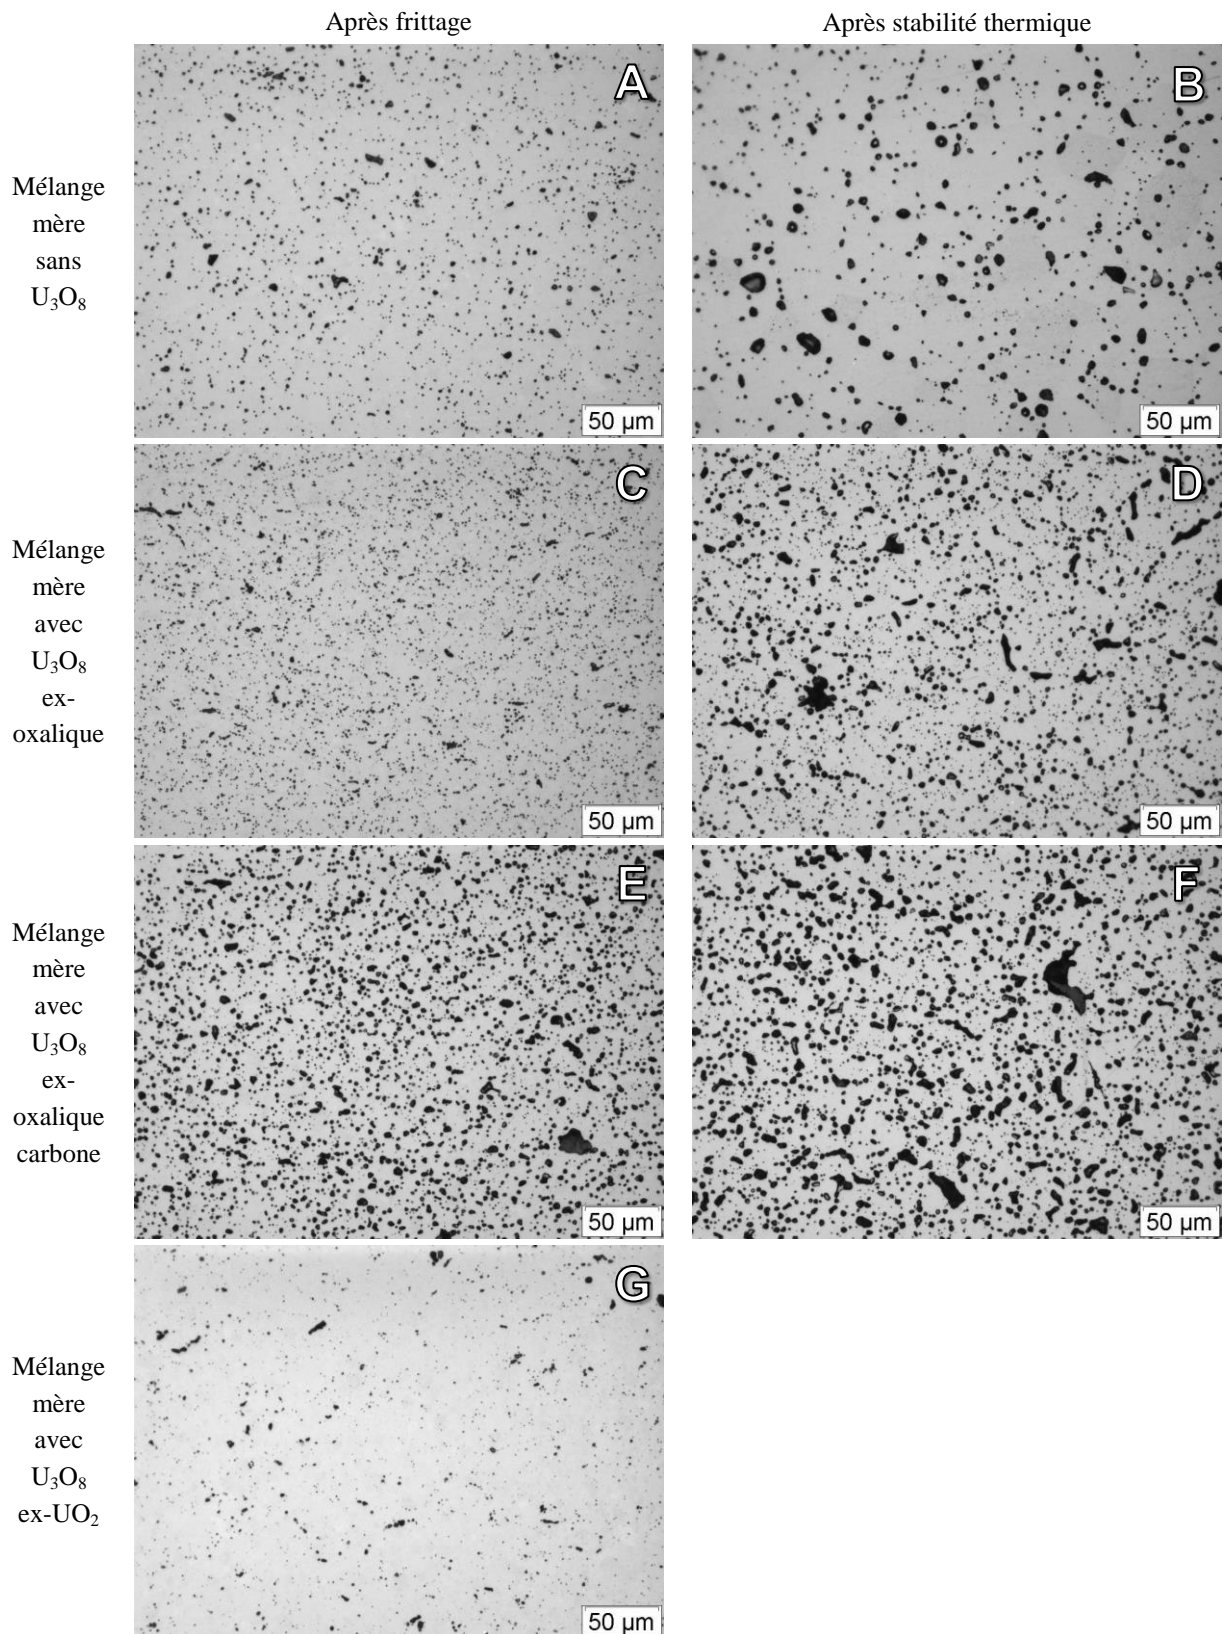 Après frittage
Après stabilité thermique
Mélange
mère
sans
U₃O₈
A
50 µm
B
50 µm
Mélange
mère
avec
U₃O₈
ex-
oxalique
C
50 µm
D
50 µm
Mélange
mère
avec
U₃O₈
ex-
oxalique
carbone
E
50 µm
F
50 µm
Mélange
mère
avec
U₃O₈
ex-UO₂
G
50 µm